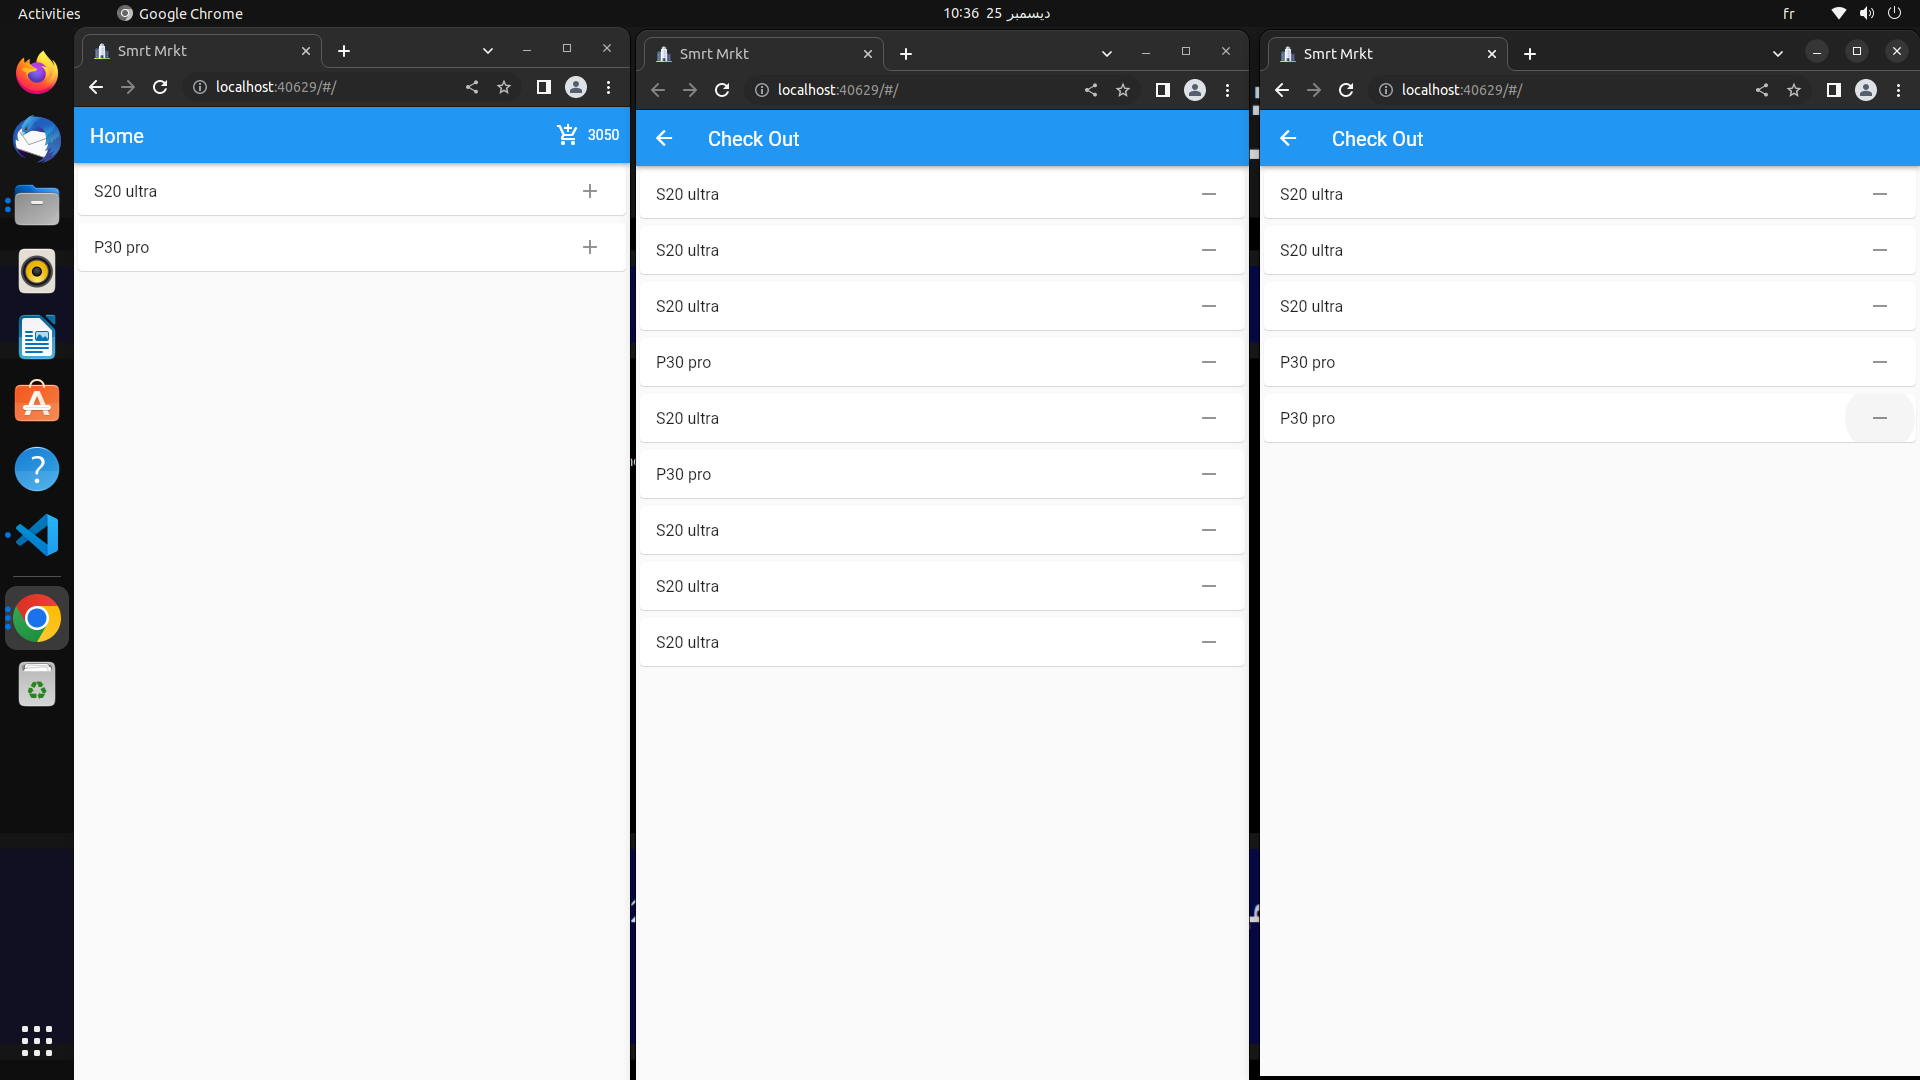 Activities
Google Chrome
ديسمبر 25 10:36
fr
Smrt Mrkt
localhost:40629/#/
Home
3050
S20 ultra
P30 pro
Smrt Mrkt
localhost:40629/#/
Check Out
S20 ultra
S20 ultra
S20 ultra
P30 pro
S20 ultra
P30 pro
S20 ultra
S20 ultra
S20 ultra
Smrt Mrkt
localhost:40629/#/
Check Out
S20 ultra
S20 ultra
S20 ultra
P30 pro
P30 pro